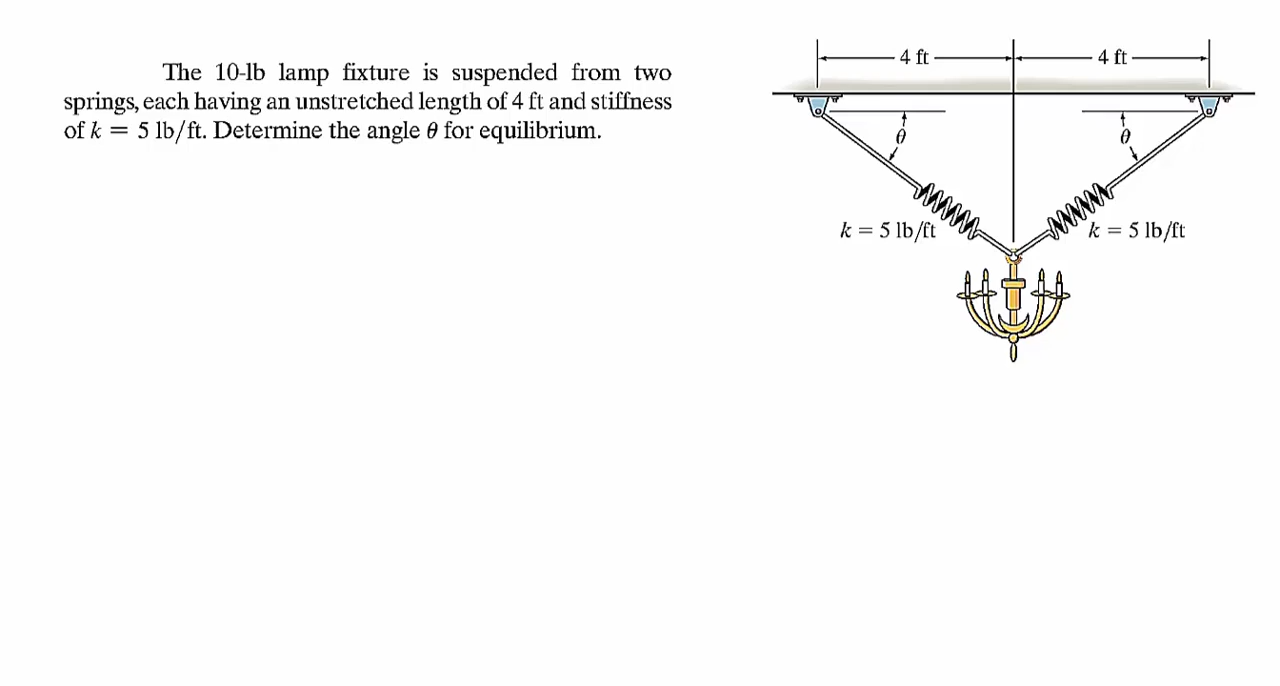 The 10-lb lamp fixture is suspended from two
springs, each having an unstretched length of 4 ft and stiffness
of k = 5 lb/ft. Determine the angle θ for equilibrium.
4 ft
4 ft
θ
θ
k = 5 lb/ft
k = 5 lb/ft